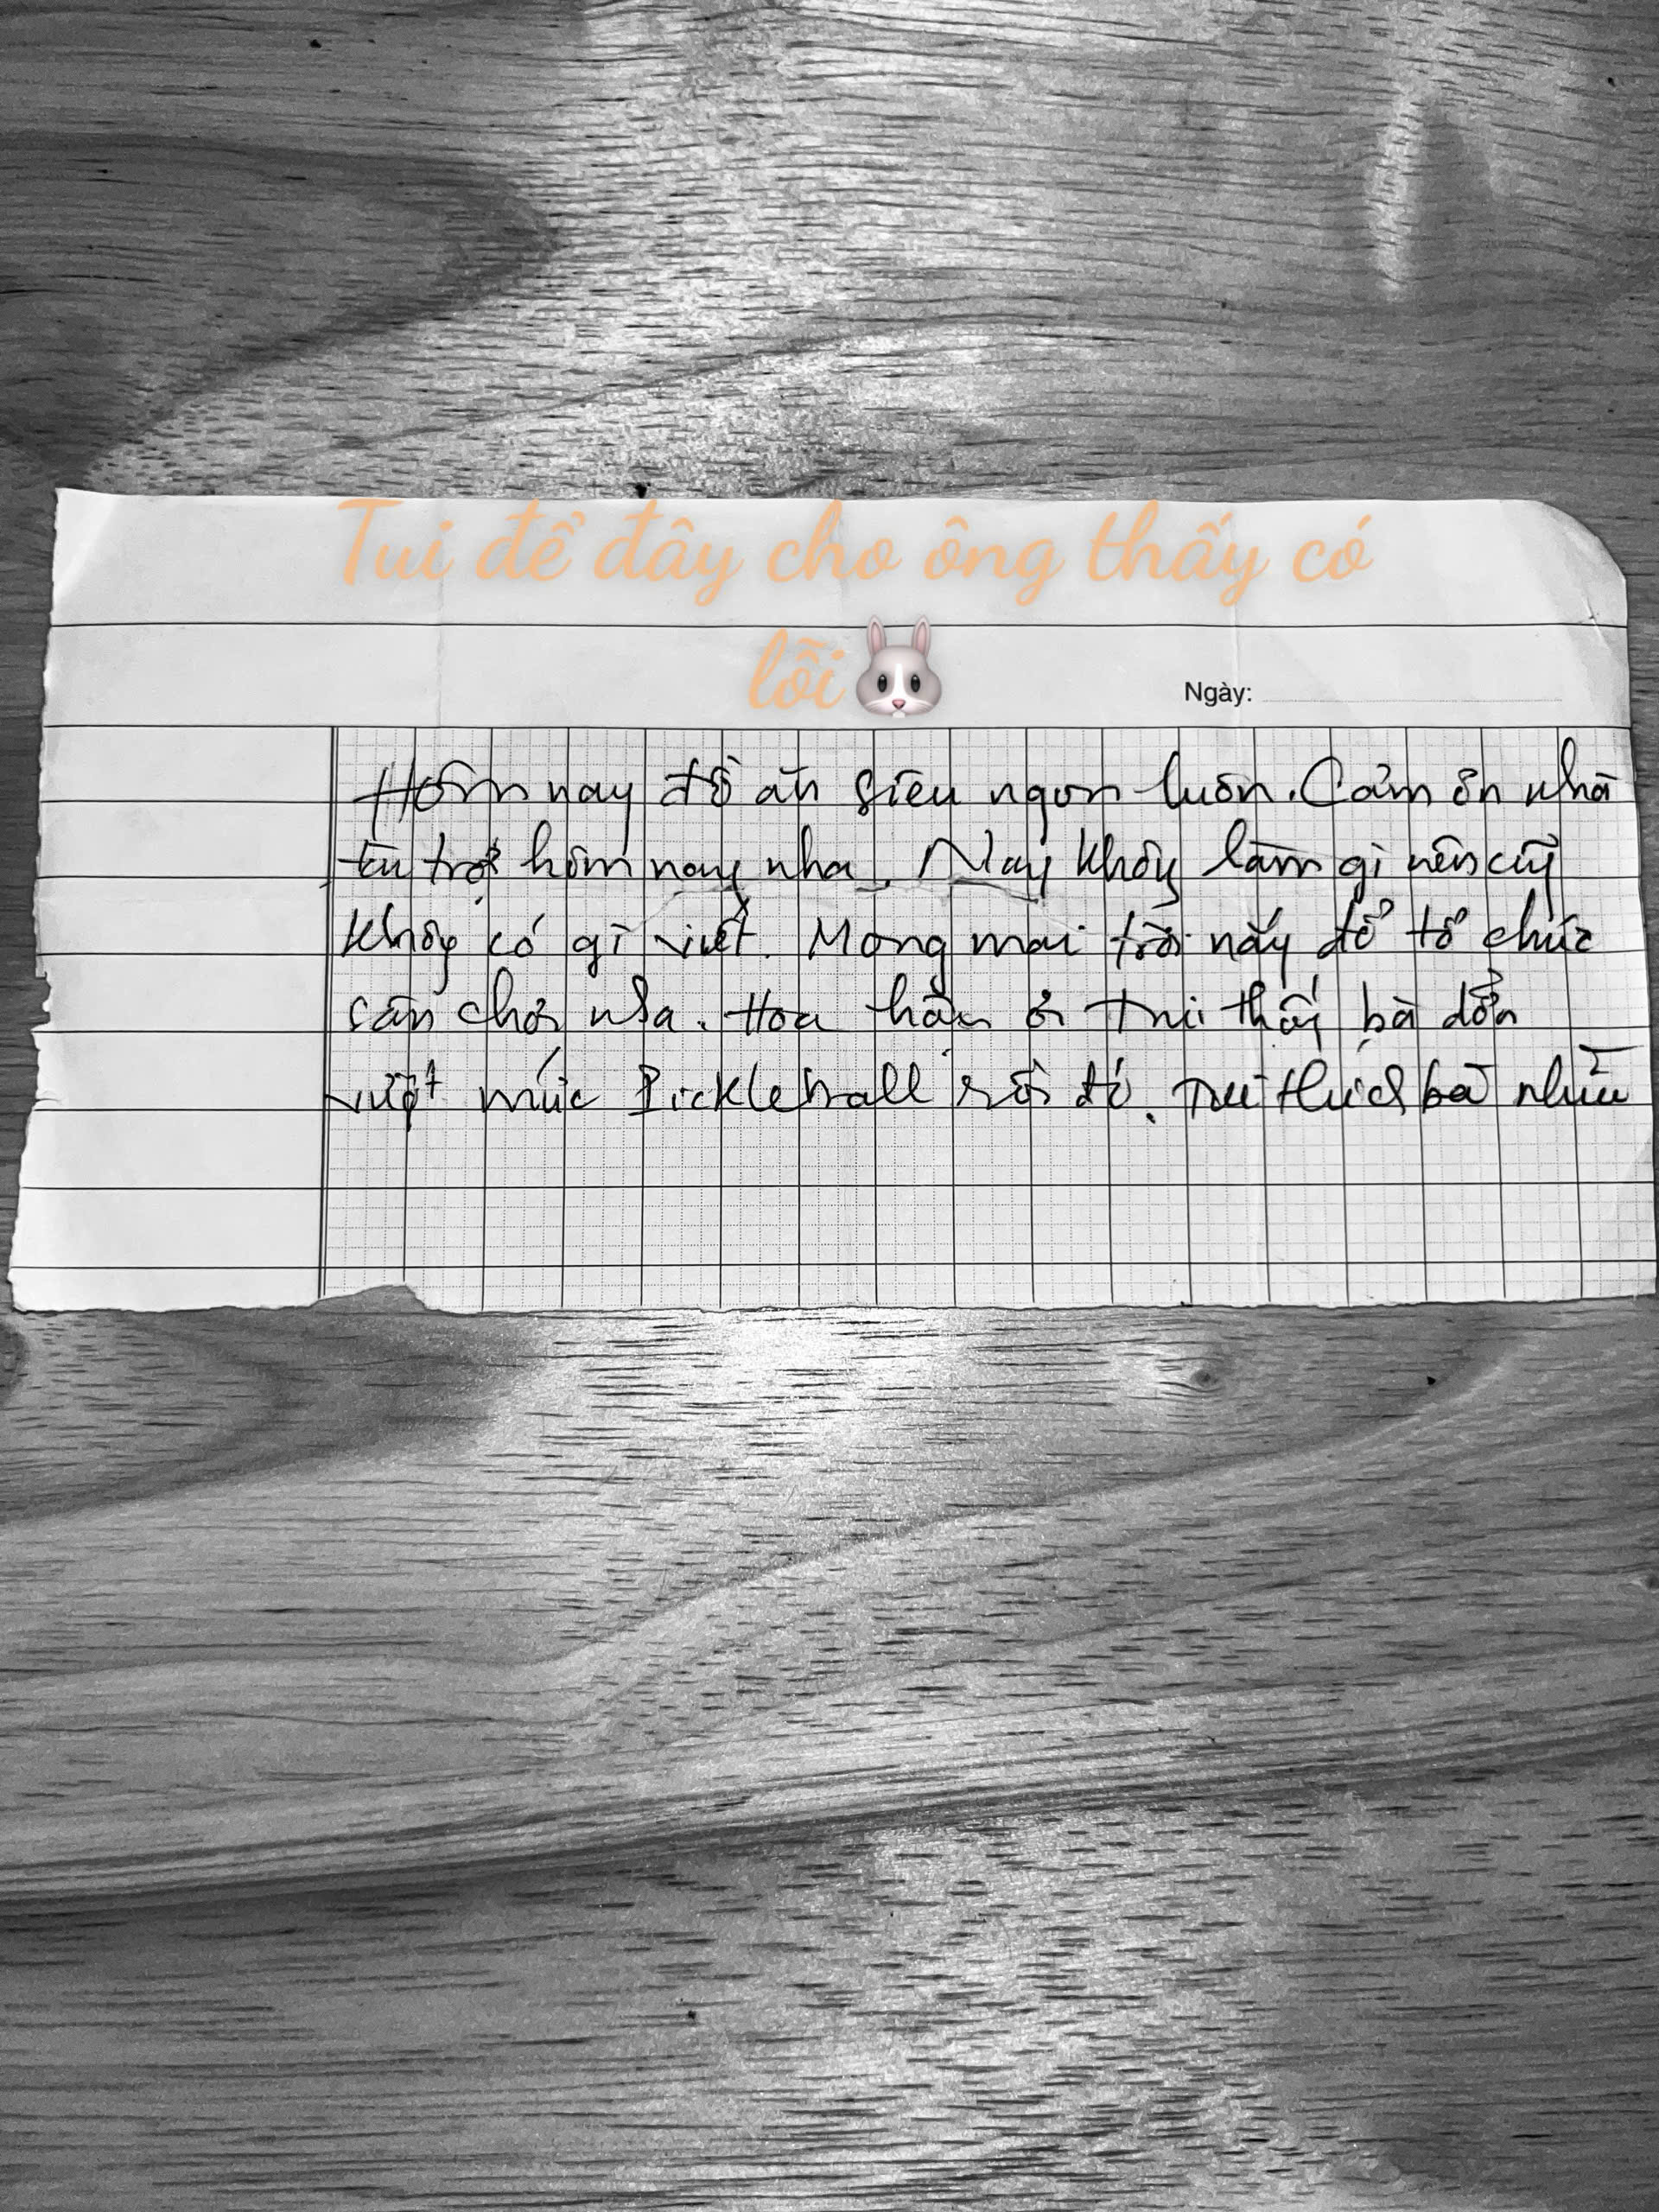 Tui để đây cho ông thấy có
lỗi
Ngày:
Hôm nay đồ ăn siêu ngon luôn. Cảm ơn nhà
tài trợ hôm nay nha. Nay không làm gì nên cũng
không có gì viết. Mong mai trời nắng để tổ chức
sân chơi nha. Hoa hậu ơi tui thấy bà dỡn
vượt mức Pickleball rồi đó. Tui thích bà nhiều